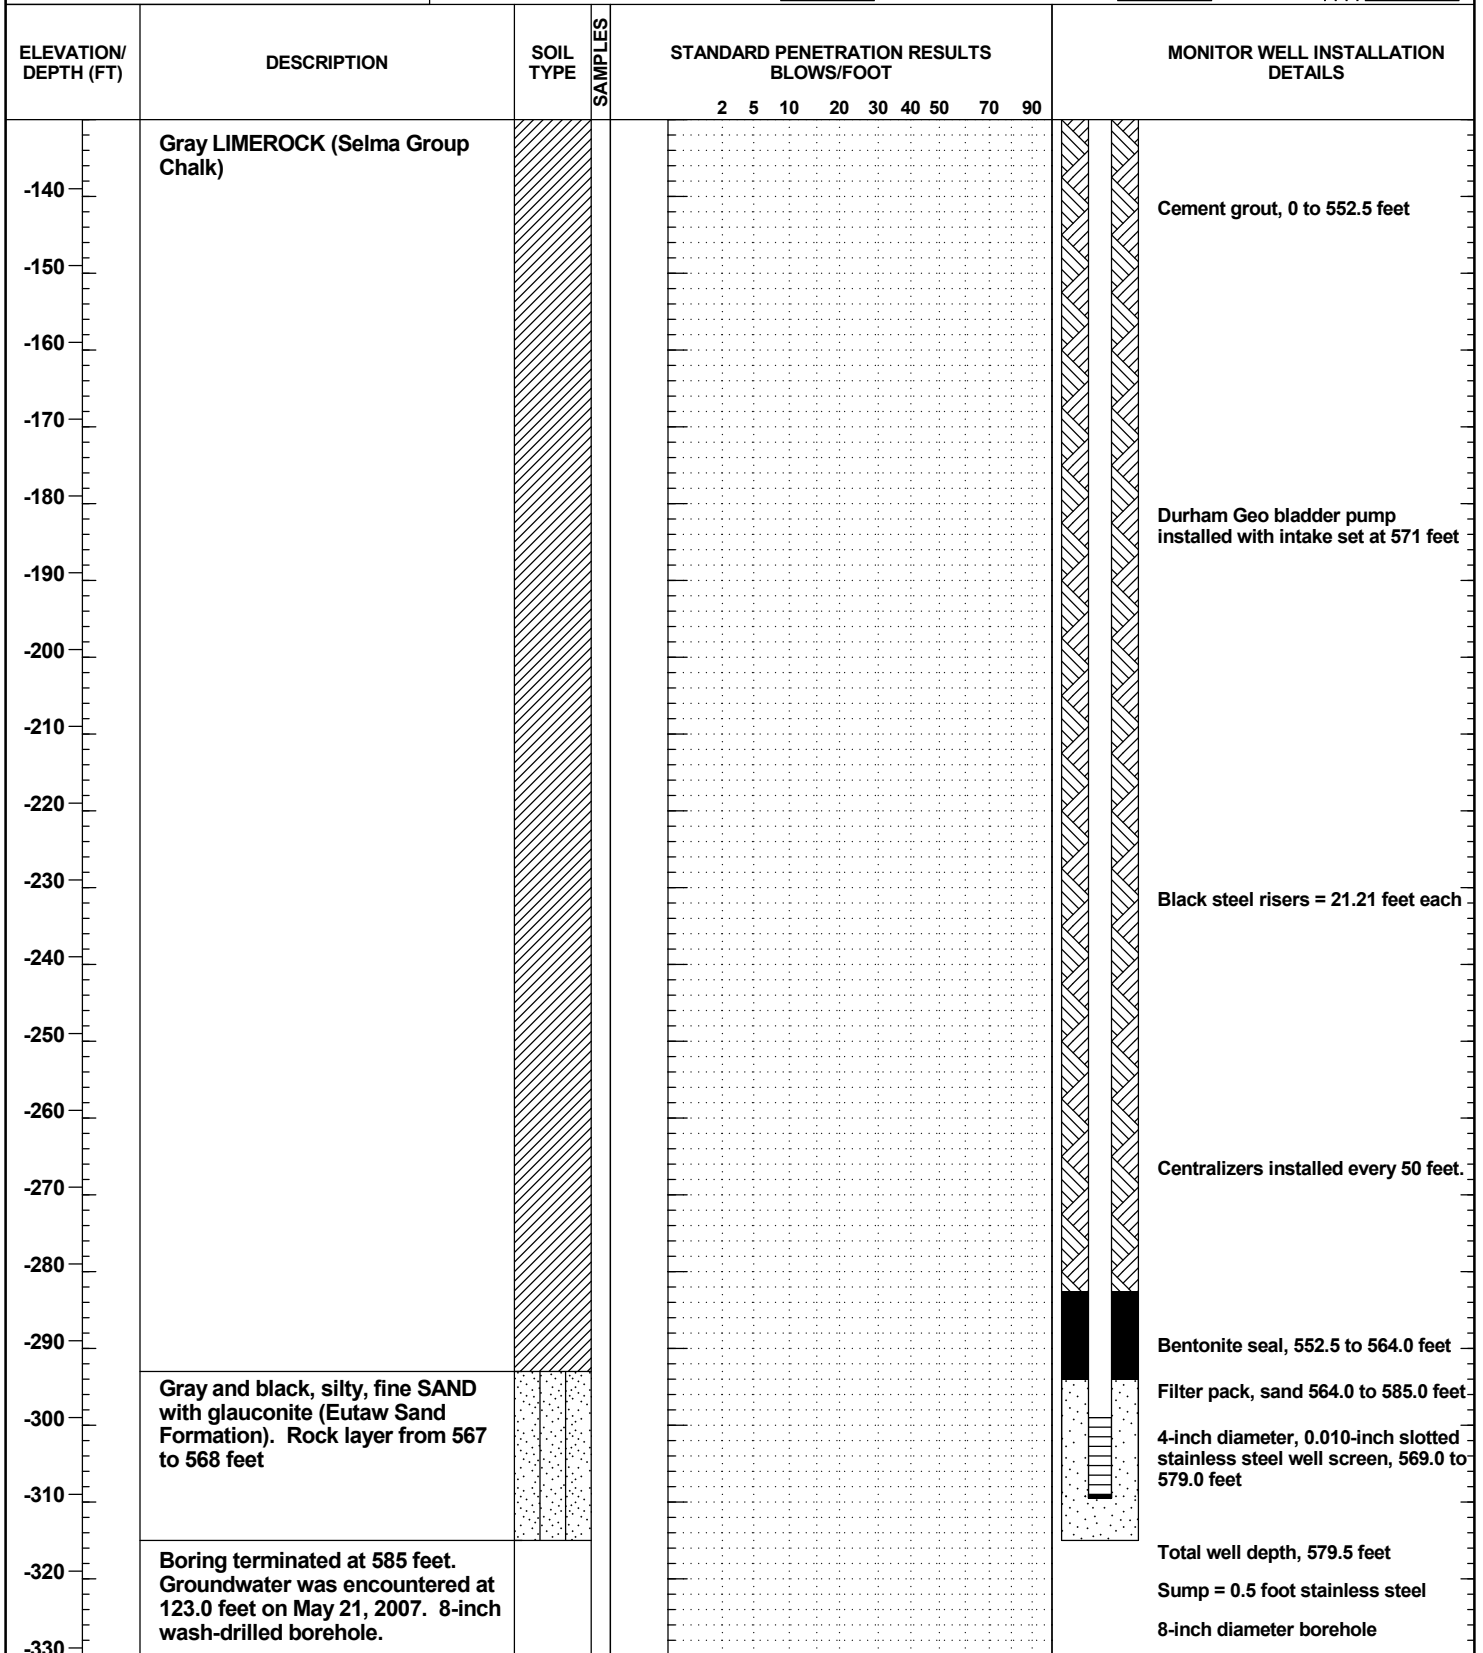 ELEVATION/
DEPTH (FT)
DESCRIPTION
SOIL
TYPE
SAMPLES
STANDARD PENETRATION RESULTS
BLOWS/FOOT
2 5 10 20 30 40 50 70 90
MONITOR WELL INSTALLATION
DETAILS
Gray LIMEROCK (Selma Group
Chalk)
-140
Cement grout, 0 to 552.5 feet
-150
-160
-170
-180
Durham Geo bladder pump
installed with intake set at 571 feet
-190
-200
-210
-220
-230
Black steel risers = 21.21 feet each
-240
-250
-260
Centralizers installed every 50 feet.
-270
-280
-290
Bentonite seal, 552.5 to 564.0 feet
Gray and black, silty, fine SAND
with glauconite (Eutaw Sand
Formation). Rock layer from 567
to 568 feet
Filter pack, sand 564.0 to 585.0 feet
-300
4-inch diameter, 0.010-inch slotted
stainless steel well screen, 569.0 to
579.0 feet
-310
Boring terminated at 585 feet.
Groundwater was encountered at
123.0 feet on May 21, 2007. 8-inch
wash-drilled borehole.
Total well depth, 579.5 feet
-320
Sump = 0.5 foot stainless steel
8-inch diameter borehole
-330